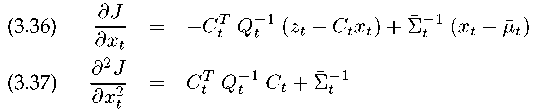 (3.36) ∂J/∂x_t = −C_t^T Q_t^{−1} (z_t − C_t x_t) + Σ̄_t^{−1} (x_t − μ̄_t)
(3.37) ∂²J/∂x_t² = C_t^T Q_t^{−1} C_t + Σ̄_t^{−1}